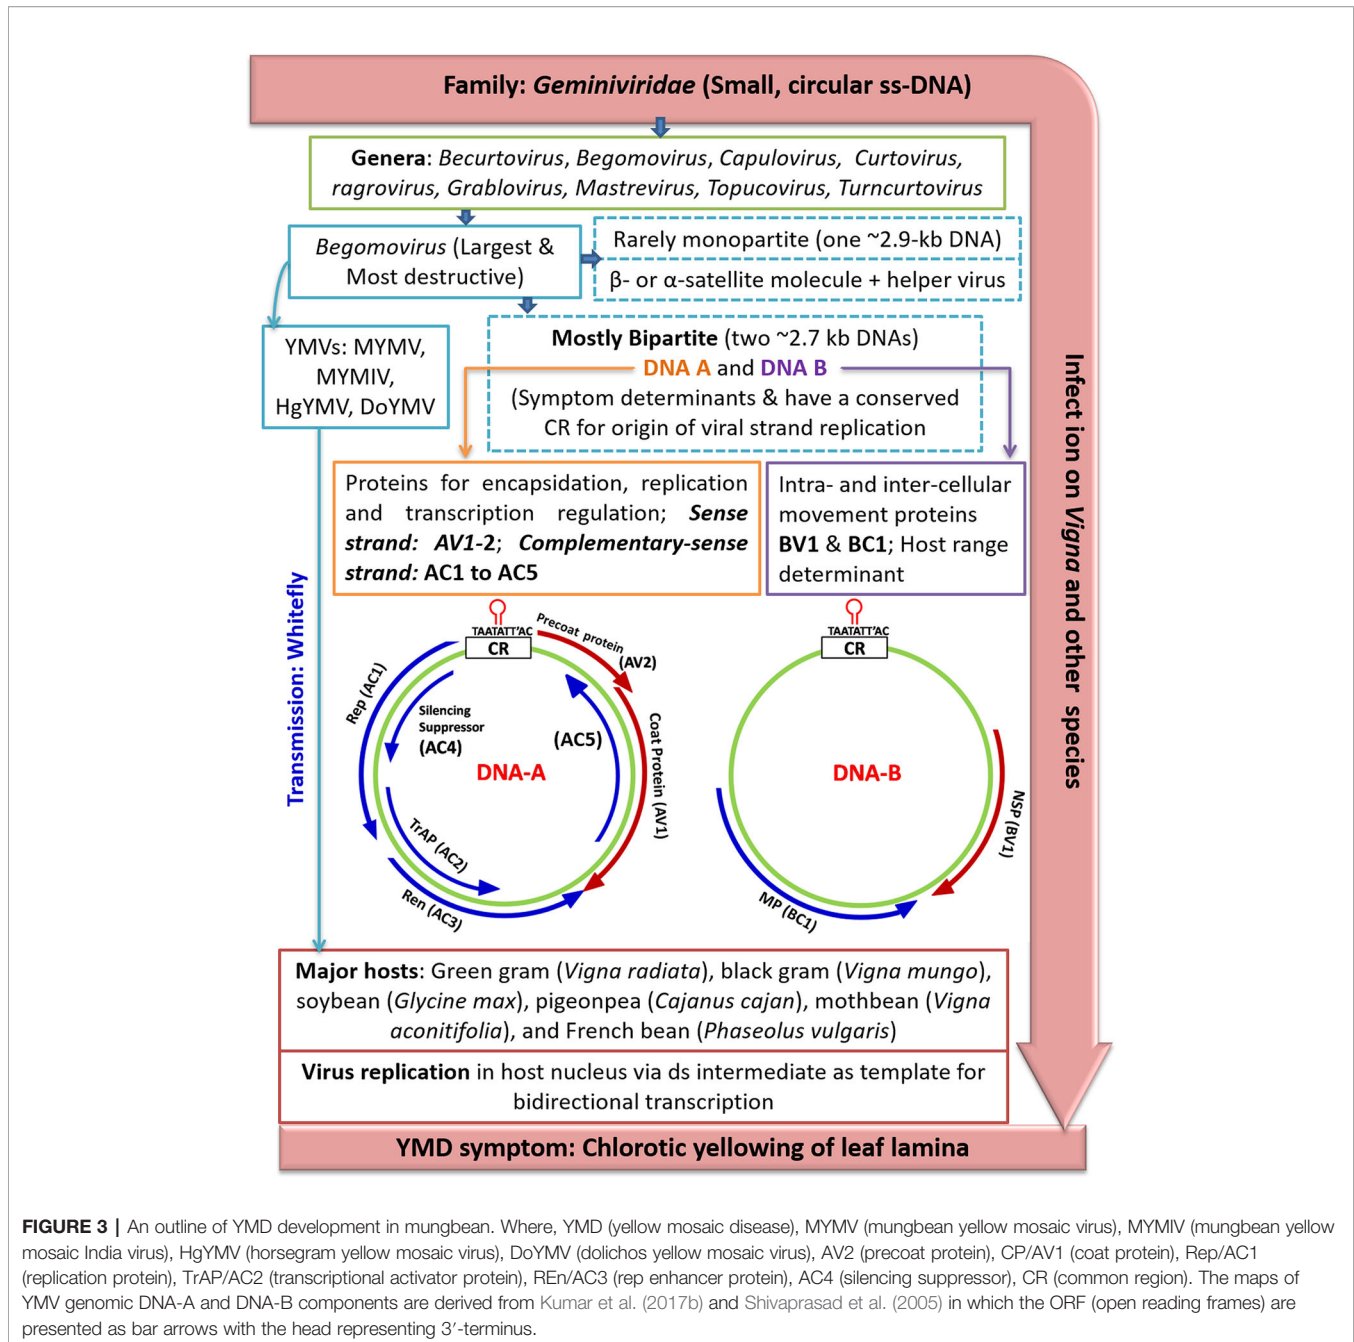 Family: Geminiviridae (Small, circular ss-DNA)
Genera: Becurtovirus, Begomovirus, Capulovirus, Curtovirus,
ragrovirus, Grablovirus, Mastrevirus, Topucovirus, Turncurtovirus
Begomovirus (Largest &
Most destructive)
Rarely monopartite (one ~2.9-kb DNA)
β- or α-satellite molecule + helper virus
YMVs: MYMV,
MYMIV,
HgYMV, DoYMV
Mostly Bipartite (two ~2.7 kb DNAs)
DNA A and DNA B
(Symptom determinants & have a conserved
CR for origin of viral strand replication
Proteins for encapsidation, replication
and transcription regulation; Sense
strand: AV1-2; Complementary-sense
strand: AC1 to AC5
Intra- and inter-cellular
movement proteins
BV1 & BC1; Host range
determinant
Infect ion on Vigna and other species
Transmission: Whitefly
TAATATT'AC
CR
Precoat protein
(AV2)
Rep (AC1)
Silencing
Suppressor
(AC4)
(AC5)
Coat Protein (AV1)
DNA-A
TrAP (AC2)
Ren (AC3)
TAATATT'AC
CR
DNA-B
NSP (BV1)
MP (BC1)
Major hosts: Green gram (Vigna radiata), black gram (Vigna mungo),
soybean (Glycine max), pigeonpea (Cajanus cajan), mothbean (Vigna
aconitifolia), and French bean (Phaseolus vulgaris)
Virus replication in host nucleus via ds intermediate as template for
bidirectional transcription
YMD symptom: Chlorotic yellowing of leaf lamina
FIGURE 3 | An outline of YMD development in mungbean. Where, YMD (yellow mosaic disease), MYMV (mungbean yellow mosaic virus), MYMIV (mungbean yellow
mosaic India virus), HgYMV (horsegram yellow mosaic virus), DoYMV (dolichos yellow mosaic virus), AV2 (precoat protein), CP/AV1 (coat protein), Rep/AC1
(replication protein), TrAP/AC2 (transcriptional activator protein), REn/AC3 (rep enhancer protein), AC4 (silencing suppressor), CR (common region). The maps of
YMV genomic DNA-A and DNA-B components are derived from Kumar et al. (2017b) and Shivaprasad et al. (2005) in which the ORF (open reading frames) are
presented as bar arrows with the head representing 3′-terminus.